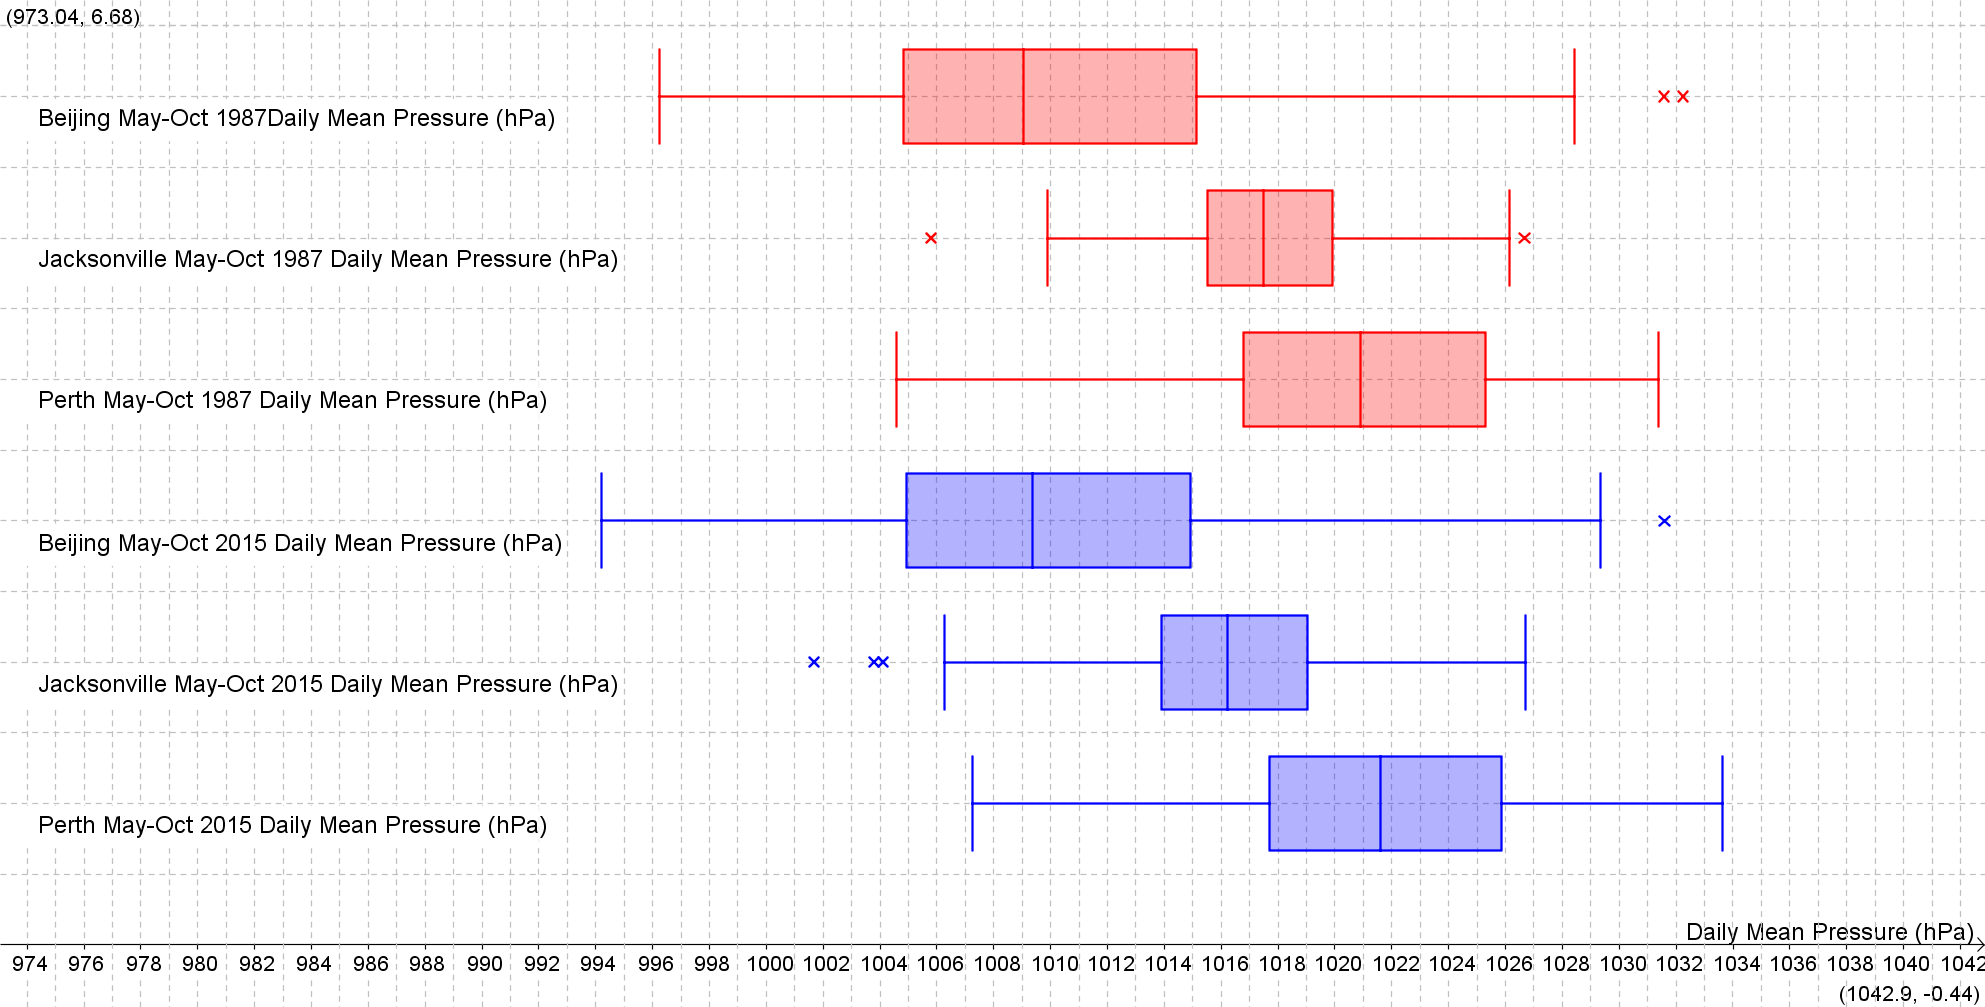 (973.04, 6.68)
Beijing May-Oct 1987Daily Mean Pressure (hPa)
Jacksonville May-Oct 1987 Daily Mean Pressure (hPa)
Perth May-Oct 1987 Daily Mean Pressure (hPa)
Beijing May-Oct 2015 Daily Mean Pressure (hPa)
Jacksonville May-Oct 2015 Daily Mean Pressure (hPa)
Perth May-Oct 2015 Daily Mean Pressure (hPa)
Daily Mean Pressure (hPa)
974 976 978 980 982 984 986 988 990 992 994 996 998 1000 1002 1004 1006 1008 1010 1012 1014 1016 1018 1020 1022 1024 1026 1028 1030 1032 1034 1036 1038 1040 1042
(1042.9, -0.44)